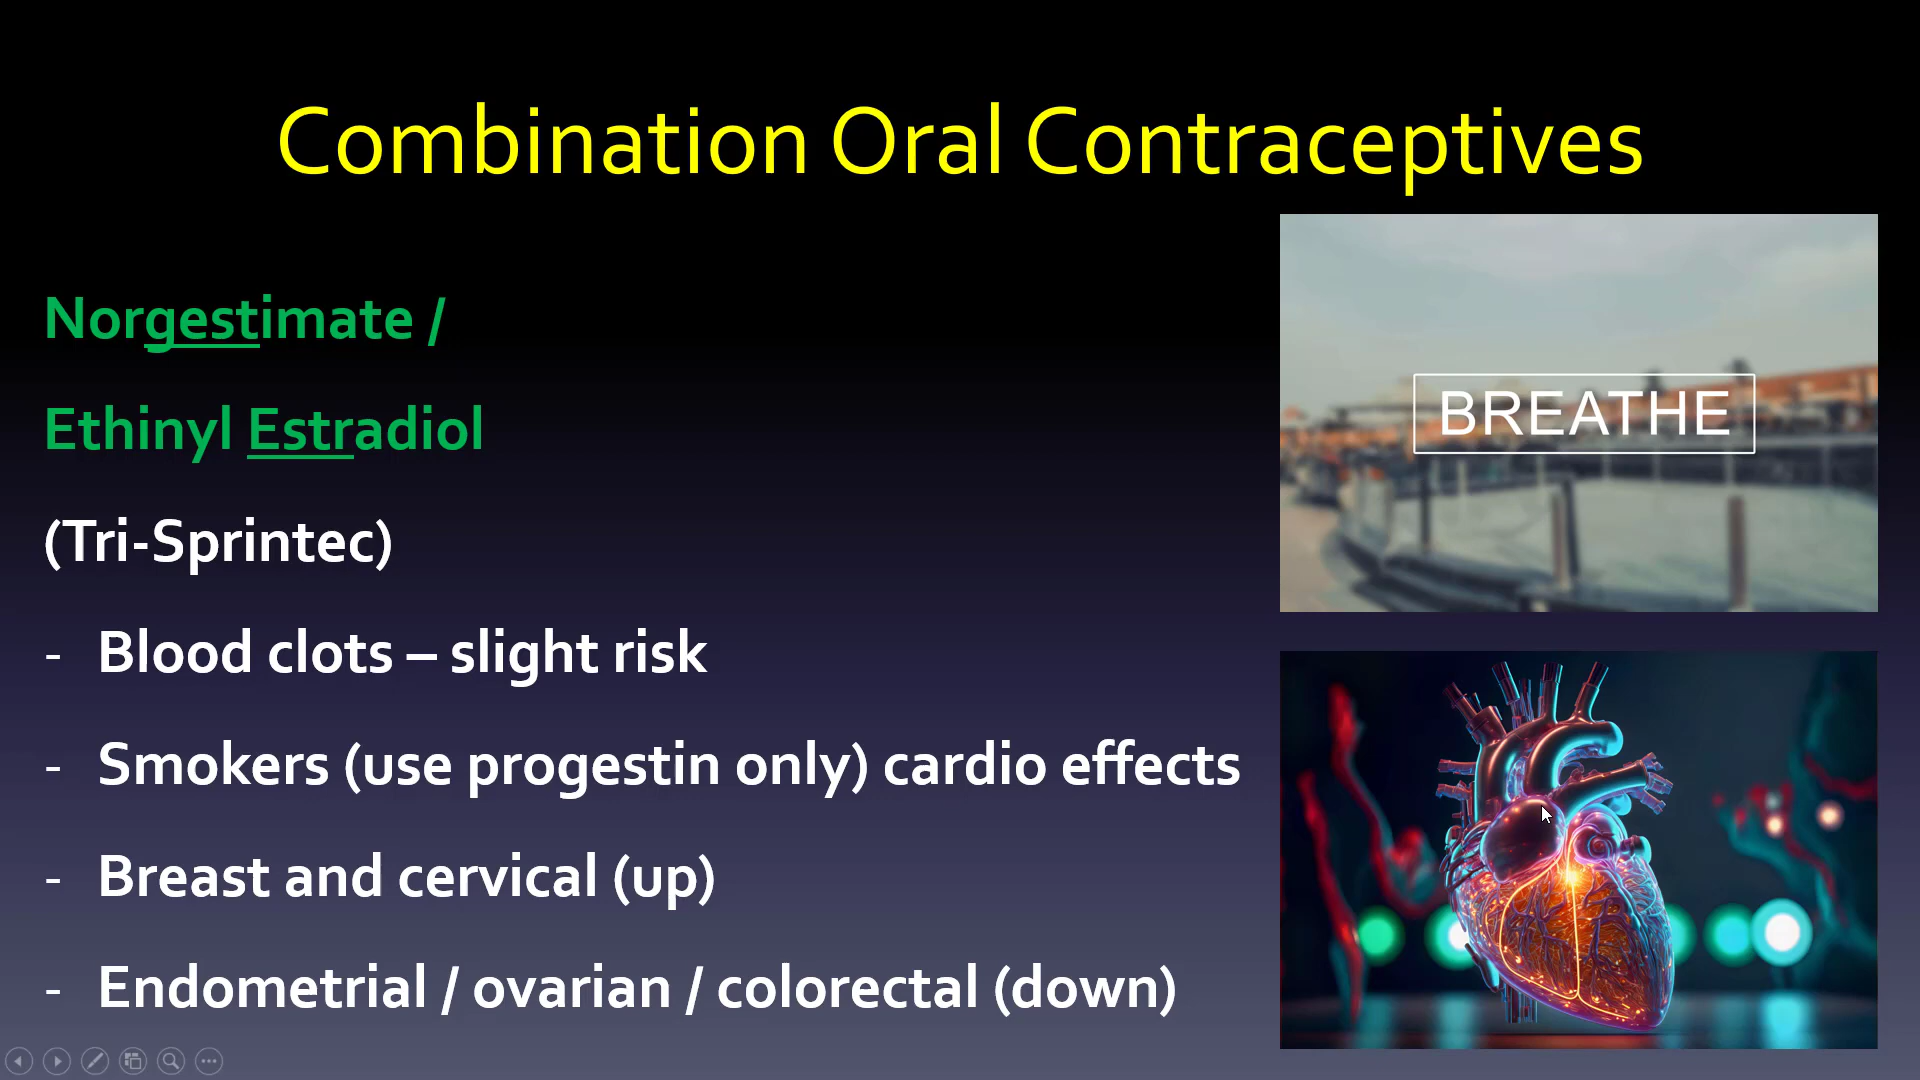 Combination Oral Contraceptives
Norgestimate /
Ethinyl Estradiol
(Tri-Sprintec)
- Blood clots – slight risk
- Smokers (use progestin only) cardio effects
- Breast and cervical (up)
- Endometrial / ovarian / colorectal (down)
BREATHE